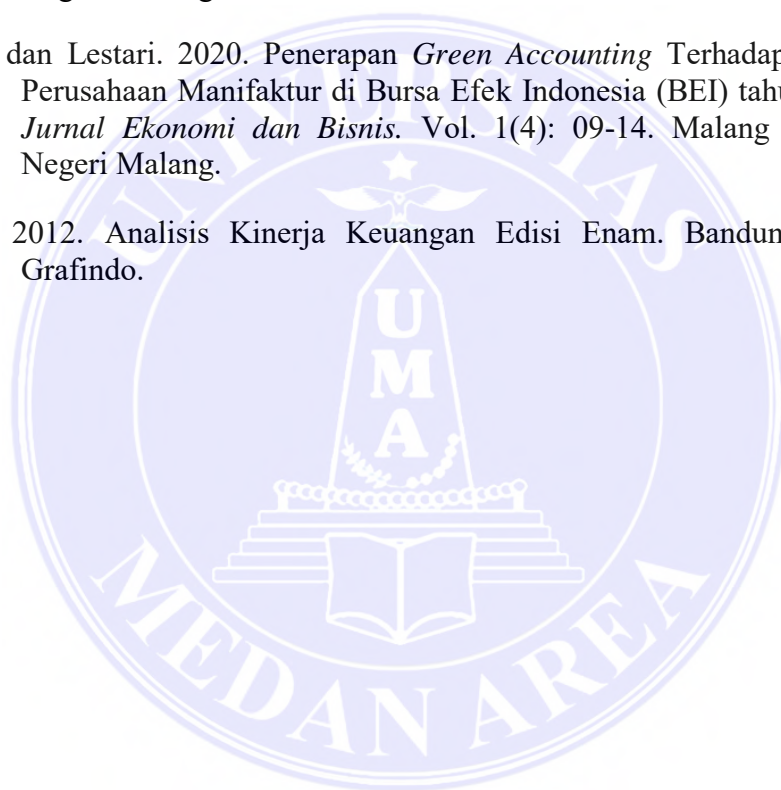 dan Lestari. 2020. Penerapan Green Accounting Terhadap
Perusahaan Manifaktur di Bursa Efek Indonesia (BEI) tahu
Jurnal Ekonomi dan Bisnis. Vol. 1(4): 09-14. Malang
Negeri Malang.
2012. Analisis Kinerja Keuangan Edisi Enam. Bandun
Grafindo.
UNIVERSITAS
UMA
MEDAN AREA